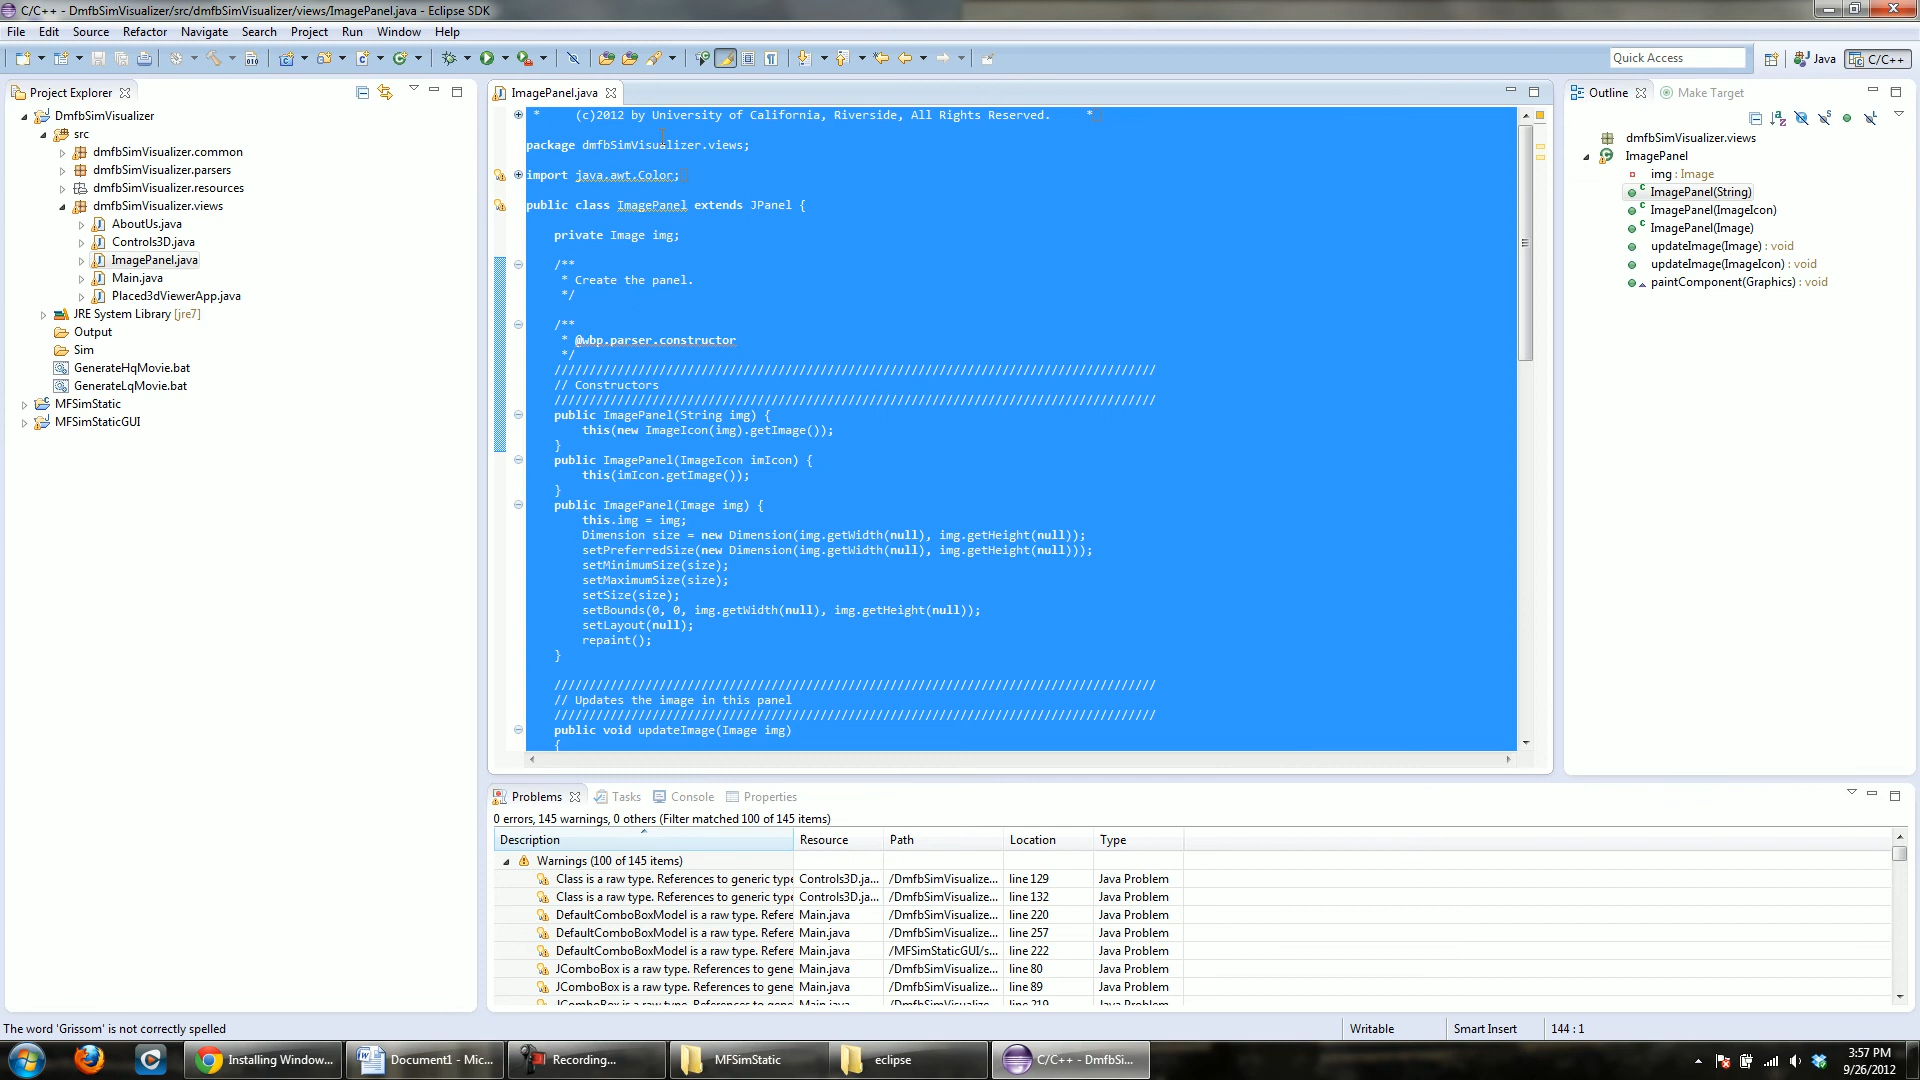 C/C++ - DmfbSimVisualizer/src/dmfbSimVisualizer/views/ImagePanel.java - Eclipse SDK
File Edit Source Refactor Navigate Search Project Run Window Help
Quick Access
Java
C/C++
Project Explorer
DmfbSimVisualizer
src
dmfbSimVisualizer.common
dmfbSimVisualizer.parsers
dmfbSimVisualizer.resources
dmfbSimVisualizer.views
AboutUs.java
Controls3D.java
ImagePanel.java
Main.java
Placed3dViewerApp.java
JRE System Library [jre7]
Output
Sim
GenerateHqMovie.bat
GenerateLqMovie.bat
MFSimStatic
MFSimStaticGUI
ImagePanel.java
* (c)2012 by University of California, Riverside, All Rights Reserved. *
package dmfbSimVisualizer.views;
import java.awt.Color;
public class ImagePanel extends JPanel {
private Image img;
/**
* Create the panel.
*/
/**
* @wbp.parser.constructor
*/
//////////////////////////////////////////////////////////////////////////////////////
// Constructors
//////////////////////////////////////////////////////////////////////////////////////
public ImagePanel(String img) {
this(new ImageIcon(img).getImage());
}
public ImagePanel(ImageIcon imIcon) {
this(imIcon.getImage());
}
public ImagePanel(Image img) {
this.img = img;
Dimension size = new Dimension(img.getWidth(null), img.getHeight(null));
setPreferredSize(new Dimension(img.getWidth(null), img.getHeight(null)));
setMinimumSize(size);
setMaximumSize(size);
setSize(size);
setBounds(0, 0, img.getWidth(null), img.getHeight(null));
setLayout(null);
repaint();
}
//////////////////////////////////////////////////////////////////////////////////////
// Updates the image in this panel
//////////////////////////////////////////////////////////////////////////////////////
public void updateImage(Image img)
{
Outline Make Target
dmfbSimVisualizer.views
ImagePanel
img : Image
ImagePanel(String)
ImagePanel(ImageIcon)
ImagePanel(Image)
updateImage(Image) : void
updateImage(ImageIcon) : void
paintComponent(Graphics) : void
Problems Tasks Console Properties
0 errors, 145 warnings, 0 others (Filter matched 100 of 145 items)
Description Resource Path Location Type
Warnings (100 of 145 items)
Class is a raw type. References to generic type Controls3D.ja... /DmfbSimVisualize... line 129 Java Problem
Class is a raw type. References to generic type Controls3D.ja... /DmfbSimVisualize... line 132 Java Problem
DefaultComboBoxModel is a raw type. Refere Main.java /DmfbSimVisualize... line 220 Java Problem
DefaultComboBoxModel is a raw type. Refere Main.java /DmfbSimVisualize... line 257 Java Problem
DefaultComboBoxModel is a raw type. Refere Main.java /MFSimStaticGUI/s... line 222 Java Problem
JComboBox is a raw type. References to gene Main.java /DmfbSimVisualize... line 80 Java Problem
JComboBox is a raw type. References to gene Main.java /DmfbSimVisualize... line 89 Java Problem
JComboBox is a raw type. References to gene Main.java /DmfbSimVisualize... line 219 Java Problem
The word 'Grissom' is not correctly spelled
Writable Smart Insert 144 : 1
Installing Window... Document1 - Mic... Recording... MFSimStatic eclipse C/C++ - DmfbSi...
3:57 PM
9/26/2012